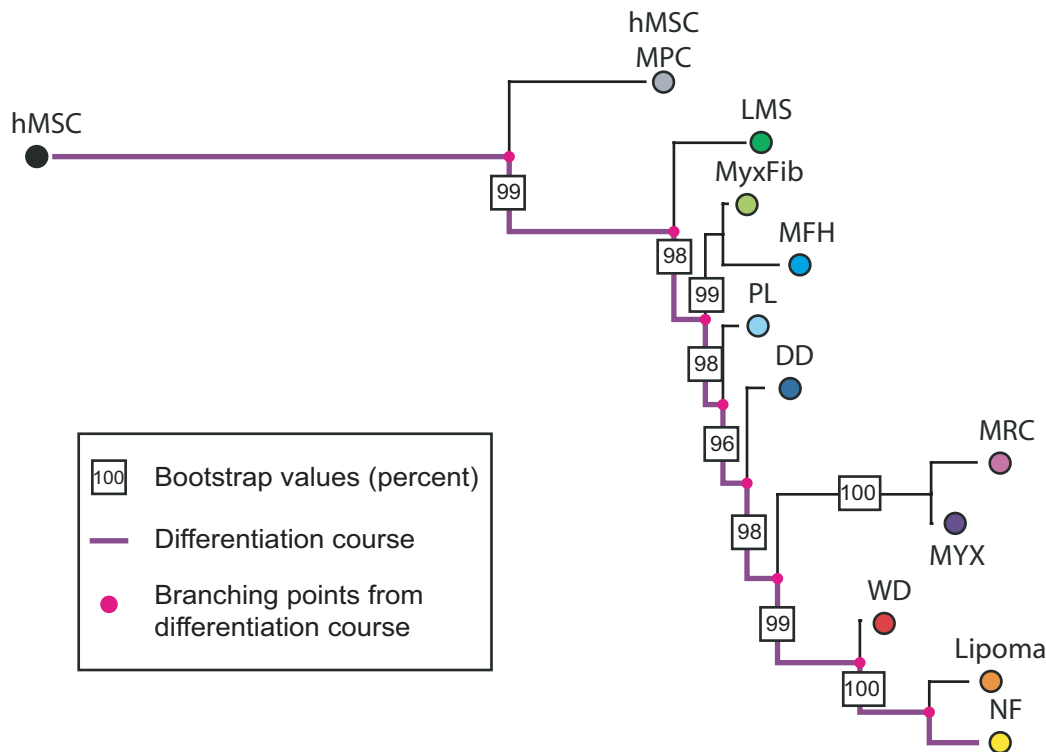 hMSC
MPC
hMSC
LMS
MyxFib
99
MFH
98
99
PL
98
DD
96
MRC
100
Bootstrap values (percent)
100
98
Differentiation course
MYX
WD
Branching points from
differentiation course
99
Lipoma
100
NF